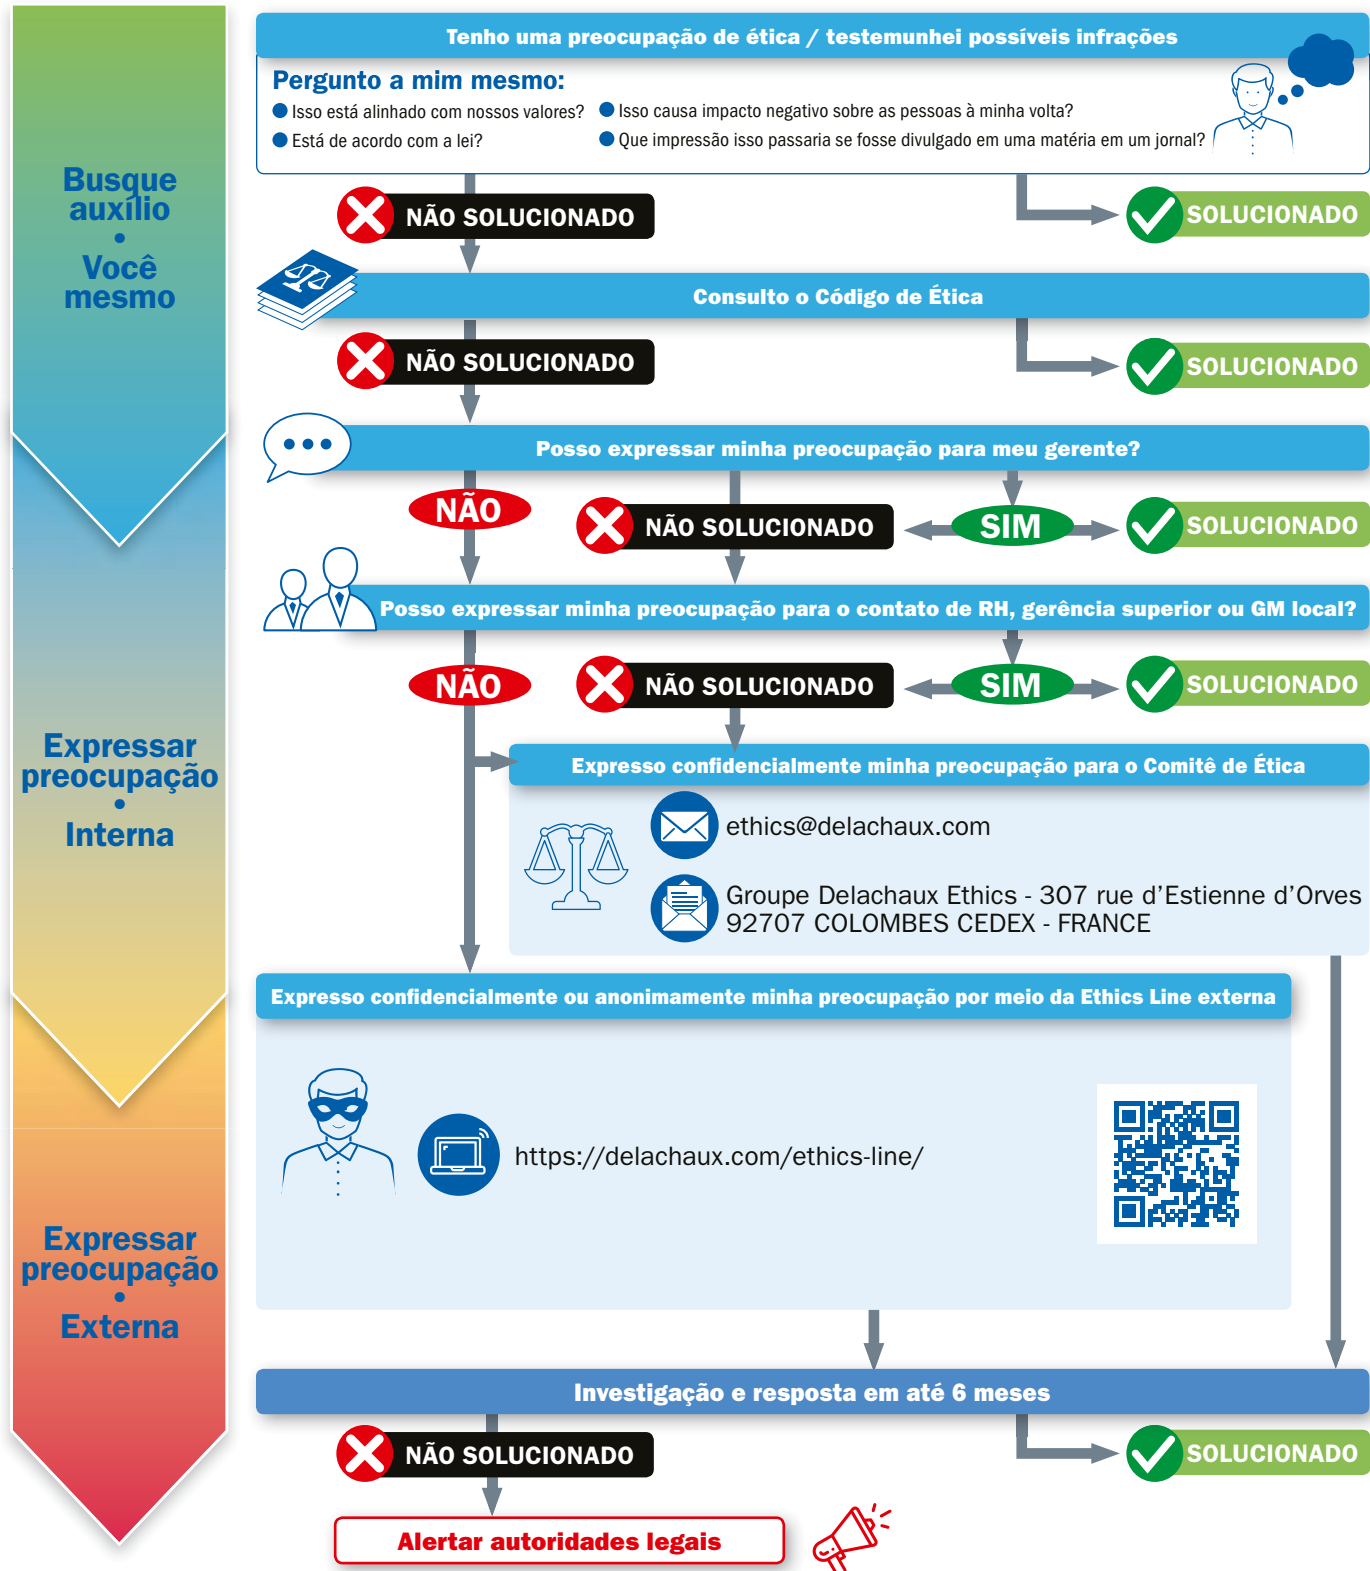 Tenho uma preocupação de ética / testemunhei possíveis infrações
Pergunto a mim mesmo:
Isso está alinhado com nossos valores?
Isso causa impacto negativo sobre as pessoas à minha volta?
Está de acordo com a lei?
Que impressão isso passaria se fosse divulgado em uma matéria em um jornal?
Busque
auxílio
•
Você
mesmo
NÃO SOLUCIONADO
SOLUCIONADO
Consulto o Código de Ética
NÃO SOLUCIONADO
SOLUCIONADO
Posso expressar minha preocupação para meu gerente?
NÃO
NÃO SOLUCIONADO
SIM
SOLUCIONADO
Posso expressar minha preocupação para o contato de RH, gerência superior ou GM local?
NÃO
NÃO SOLUCIONADO
SIM
SOLUCIONADO
Expressar
preocupação
•
Interna
Expresso confidencialmente minha preocupação para o Comitê de Ética
ethics@delachaux.com
Groupe Delachaux Ethics - 307 rue d'Estienne d'Orves
92707 COLOMBES CEDEX - FRANCE
Expresso confidencialmente ou anonimamente minha preocupação por meio da Ethics Line externa
https://delachaux.com/ethics-line/
Expressar
preocupação
•
Externa
Investigação e resposta em até 6 meses
NÃO SOLUCIONADO
SOLUCIONADO
Alertar autoridades legais